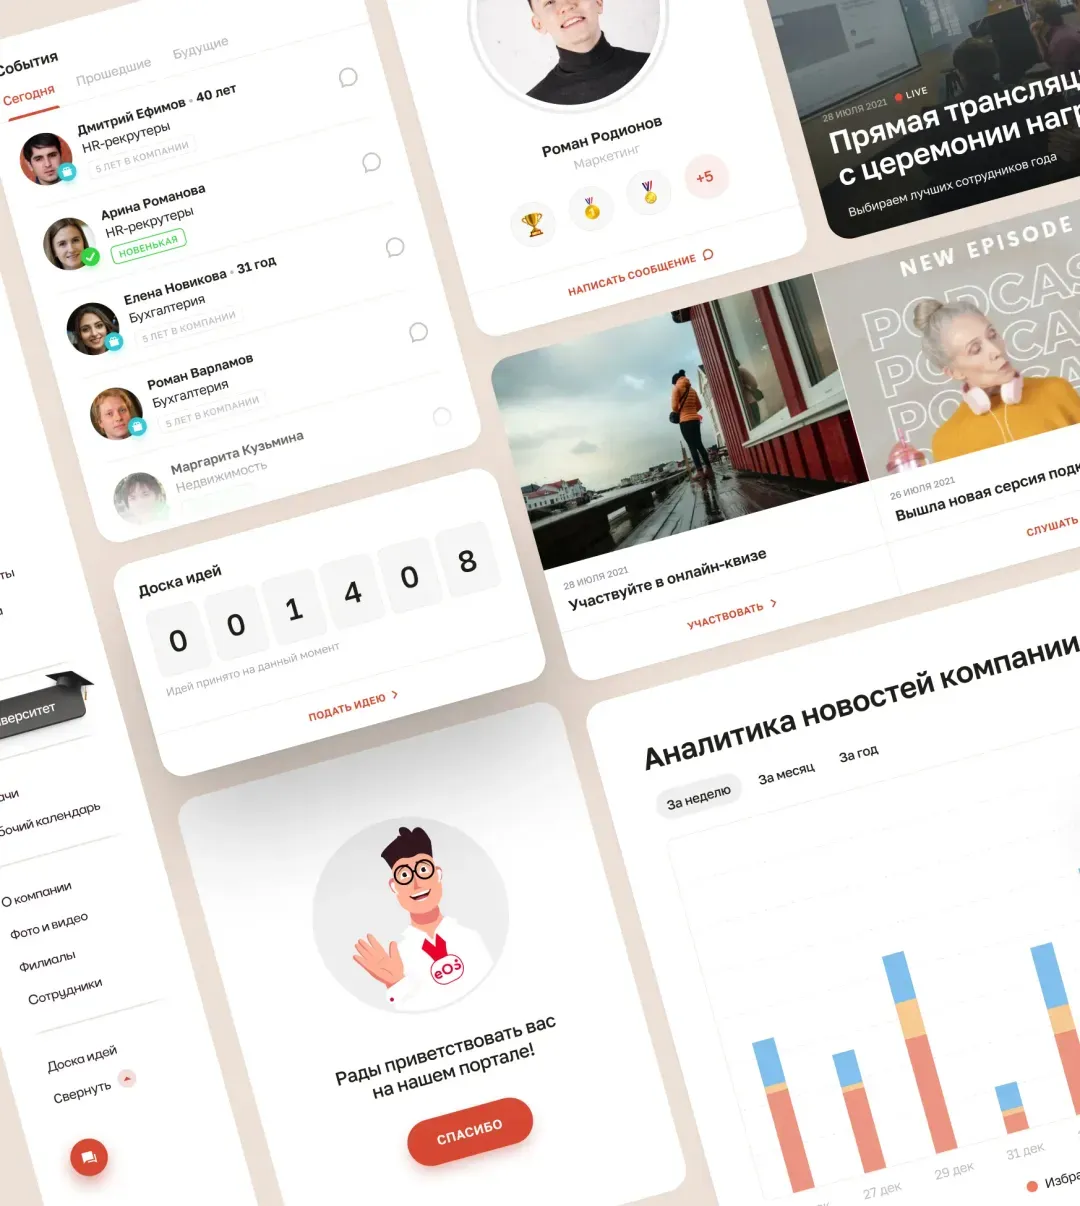 События
Сегодня
Прошедшие
Будущие
Дмитрий Ефимов • 40 лет
HR-рекрутеры
5 ЛЕТ В КОМПАНИИ
Арина Романова
HR-рекрутеры
НОВЕНЬКАЯ
Елена Новикова • 31 год
Бухгалтерия
5 ЛЕТ В КОМПАНИИ
Роман Варламов
Бухгалтерия
5 ЛЕТ В КОМПАНИИ
Маргарита Кузьмина
Недвижимость
Роман Родионов
Маркетинг
+5
НАПИСАТЬ СООБЩЕНИЕ
28 ИЮЛЯ 2021 LIVE
Прямая трансляц
с церемонии нагр
Выбираем лучших сотрудников года
NEW EPISODE
PODCAS
PODCA
PO
28 ИЮЛЯ 2021
Участвуйте в онлайн-квизе
УЧАСТВОВАТЬ
26 ИЮЛЯ 2021
Вышла новая серсия подк
СЛУШАТЬ
Доска идей
0 0 1 4 0 8
Идей принято на данный момент
ПОДАТЬ ИДЕЮ
ты
верситет
ачи
бочий календарь
О компании
Фото и видео
Филиалы
Сотрудники
Доска идей
Свернуть
eos
Рады приветствовать вас
на нашем портале!
СПАСИБО
Аналитика новостей компании
За неделю
За месяц
За год
27 дек
29 дек
31 дек
Избра